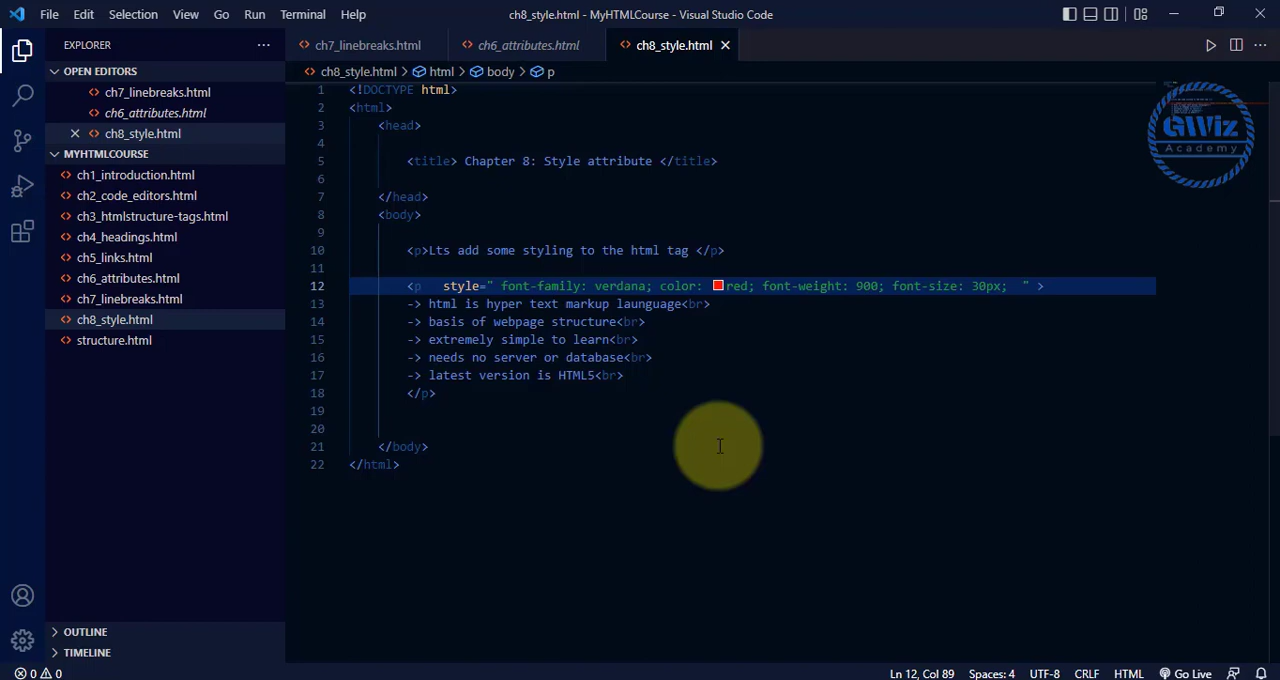 File Edit Selection View Go Run Terminal Help
ch8_style.html - MyHTMLCourse - Visual Studio Code
EXPLORER
OPEN EDITORS
ch7_linebreaks.html
ch6_attributes.html
ch8_style.html
MYHTMLCOURSE
ch1_introduction.html
ch2_code_editors.html
ch3_htmlstructure-tags.html
ch4_headings.html
ch5_links.html
ch6_attributes.html
ch7_linebreaks.html
ch8_style.html
structure.html
OUTLINE
TIMELINE
ch7_linebreaks.html ch6_attributes.html ch8_style.html
ch8_style.html > html > body > p
1 <!DOCTYPE html>
2 <html>
3 <head>
4
5 <title> Chapter 8: Style attribute </title>
6
7 </head>
8 <body>
9
10 <p>Lts add some styling to the html tag </p>
11
12 <p style=" font-family: verdana; color: red; font-weight: 900; font-size: 30px; " >
13 -> html is hyper text markup launguage<br>
14 -> basis of webpage structure<br>
15 -> extremely simple to learn<br>
16 -> needs no server or database<br>
17 -> latest version is HTML5<br>
18 </p>
19
20
21 </body>
22 </html>
GWiz
Academy
0 0 Ln 12, Col 89 Spaces: 4 UTF-8 CRLF HTML Go Live